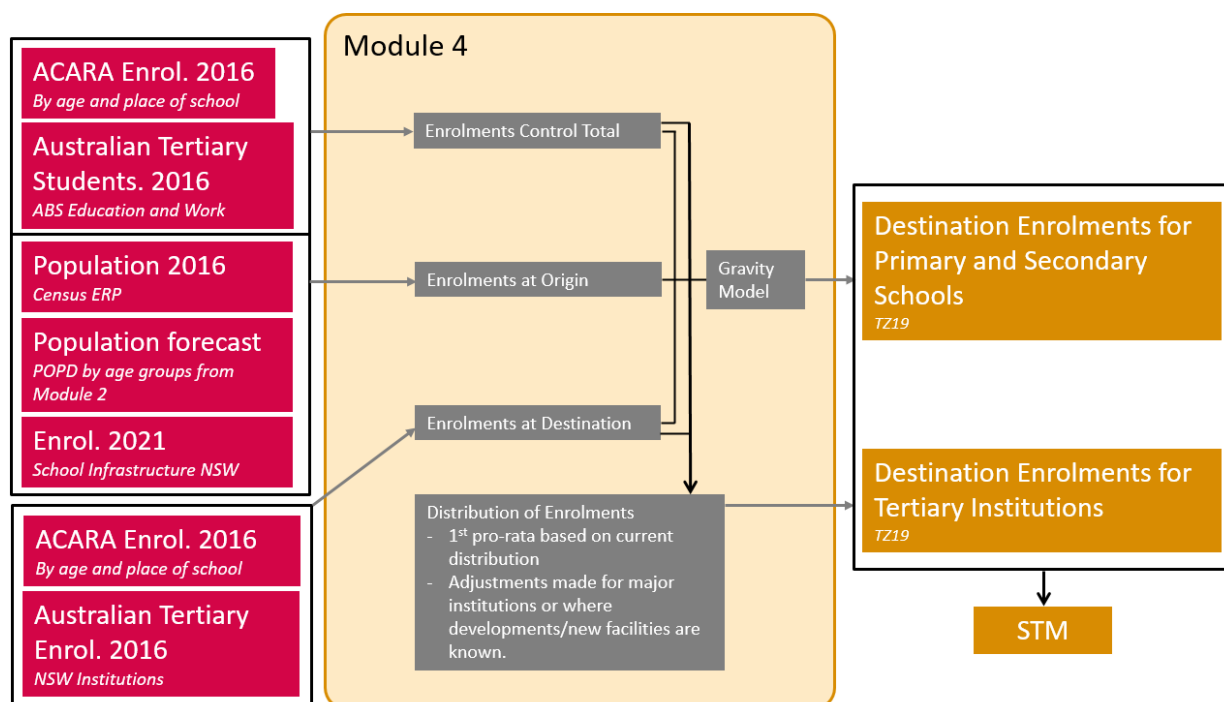 ACARA Enrol. 2016
By age and place of school
Australian Tertiary
Students. 2016
ABS Education and Work
Population 2016
Census ERP
Population forecast
POPD by age groups from
Module 2
Enrol. 2021
School Infrastructure NSW
ACARA Enrol. 2016
By age and place of school
Australian Tertiary
Enrol. 2016
NSW Institutions
Module 4
Enrolments Control Total
Enrolments at Origin
Enrolments at Destination
Gravity
Model
Distribution of Enrolments
- 1st pro-rata based on current
distribution
- Adjustments made for major
institutions or where
developments/new facilities are
known.
Destination Enrolments for
Primary and Secondary
Schools
TZ19
Destination Enrolments for
Tertiary Institutions
TZ19
STM